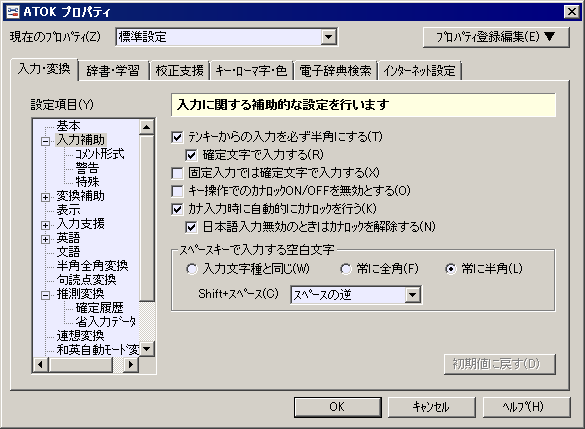 ATOK プロパティ
現在のプロパティ(Z) 標準設定 プロパティ登録編集(E) ▼
入力・変換 辞書・学習 校正支援 キー・ローマ字・色 電子辞典検索 インターネット設定
設定項目(Y)
基本
入力補助
コメント形式
警告
特殊
変換補助
表示
入力支援
英語
文語
半角全角変換
句読点変換
推測変換
確定履歴
省入力データ
連想変換
和英自動モード変
入力に関する補助的な設定を行います
テンキーからの入力を必ず半角にする(T)
確定文字で入力する(R)
固定入力では確定文字で入力する(X)
キー操作でのカナロックON/OFFを無効とする(O)
カナ入力時に自動的にカナロックを行う(K)
日本語入力無効のときはカナロックを解除する(N)
スペースキーで入力する空白文字
入力文字種と同じ(W) 常に全角(F) 常に半角(L)
Shift+スペース(C) スペースの逆
初期値に戻す(D)
OK キャンセル ヘルプ(H)